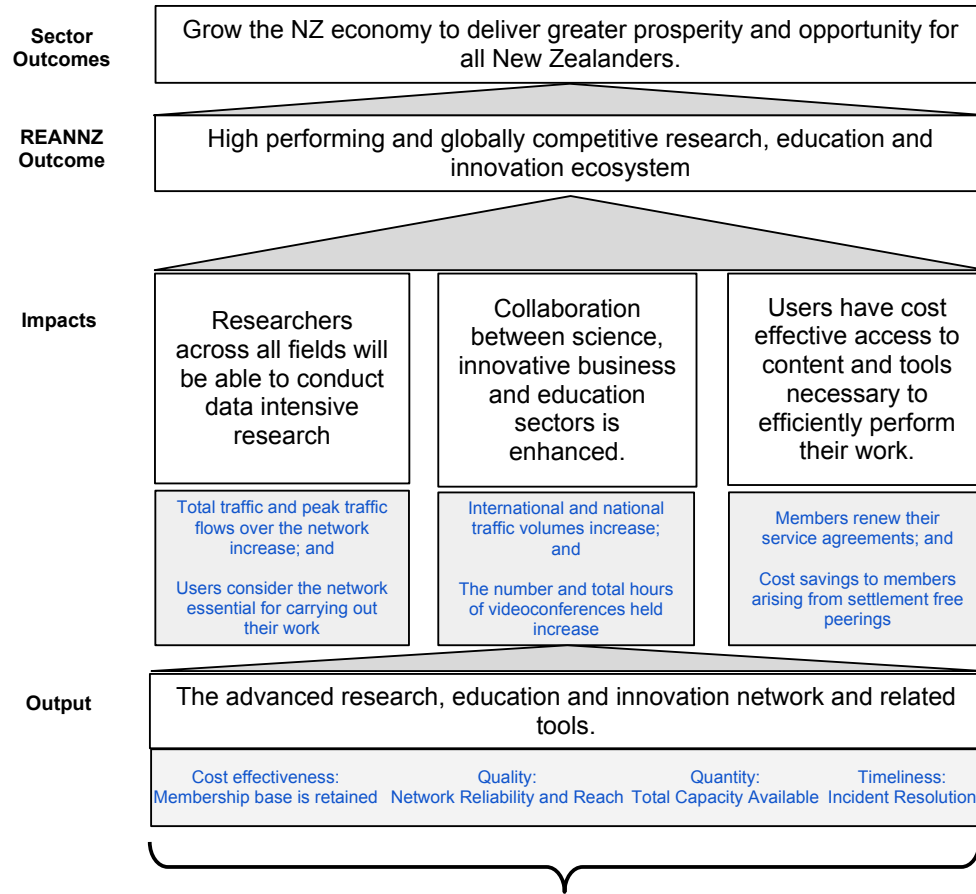 Sector
Outcomes
Grow the NZ economy to deliver greater prosperity and opportunity for
all New Zealanders.
REANNZ
Outcome
High performing and globally competitive research, education and
innovation ecosystem
Impacts
Researchers
across all fields will
be able to conduct
data intensive
research
Total traffic and peak traffic
flows over the network
increase; and
Users consider the network
essential for carrying out
their work
Collaboration
between science,
innovative business
and education
sectors is
enhanced.
International and national
traffic volumes increase;
and
The number and total hours
of videoconferences held
increase
Users have cost
effective access to
content and tools
necessary to
efficiently perform
their work.
Members renew their
service agreements; and
Cost savings to members
arising from settlement free
peerings
Output
The advanced research, education and innovation network and related
tools.
Cost effectiveness:
Membership base is retained
Quality:
Network Reliability and Reach
Quantity:
Total Capacity Available
Timeliness:
Incident Resolution